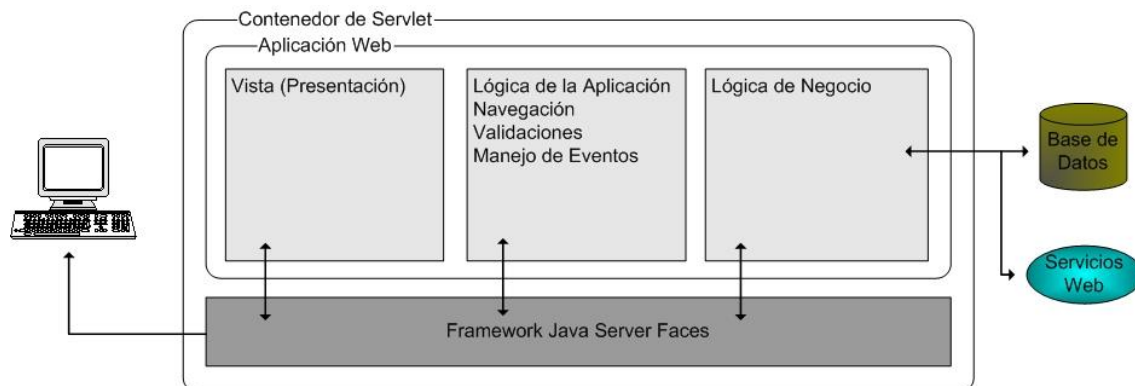 Contenedor de Servlet
Aplicación Web
Vista (Presentación)
Lógica de la Aplicación
Navegación
Validaciones
Manejo de Eventos
Lógica de Negocio
Base de
Datos
Servicios
Web
Framework Java Server Faces